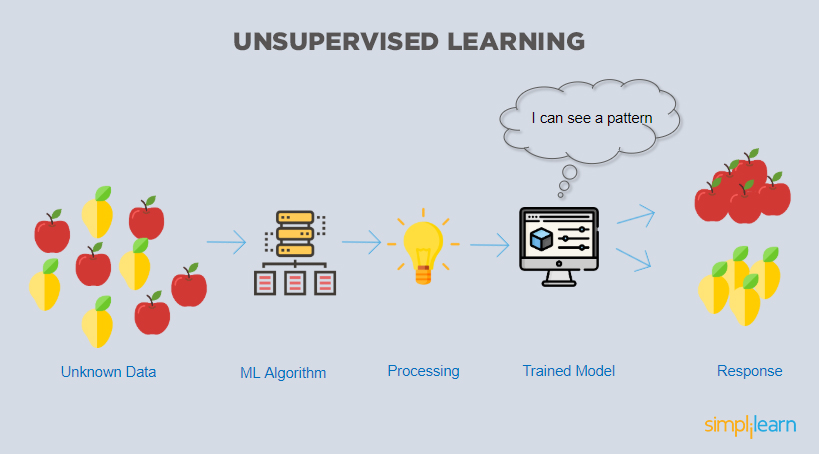 UNSUPERVISED LEARNING
I can see a pattern
Unknown Data
ML Algorithm
Processing
Trained Model
Response
simplilearn